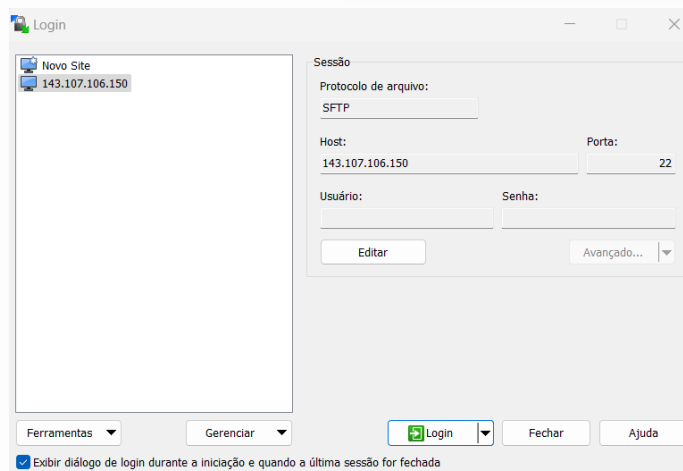 Login
Novo Site
143.107.106.150
Sessão
Protocolo de arquivo:
SFTP
Host:
Porta:
143.107.106.150
22
Usuário:
Senha:
Editar
Avançado...
Ferramentas
Gerenciar
Login
Fechar
Ajuda
Exibir diálogo de login durante a iniciação e quando a última sessão for fechada